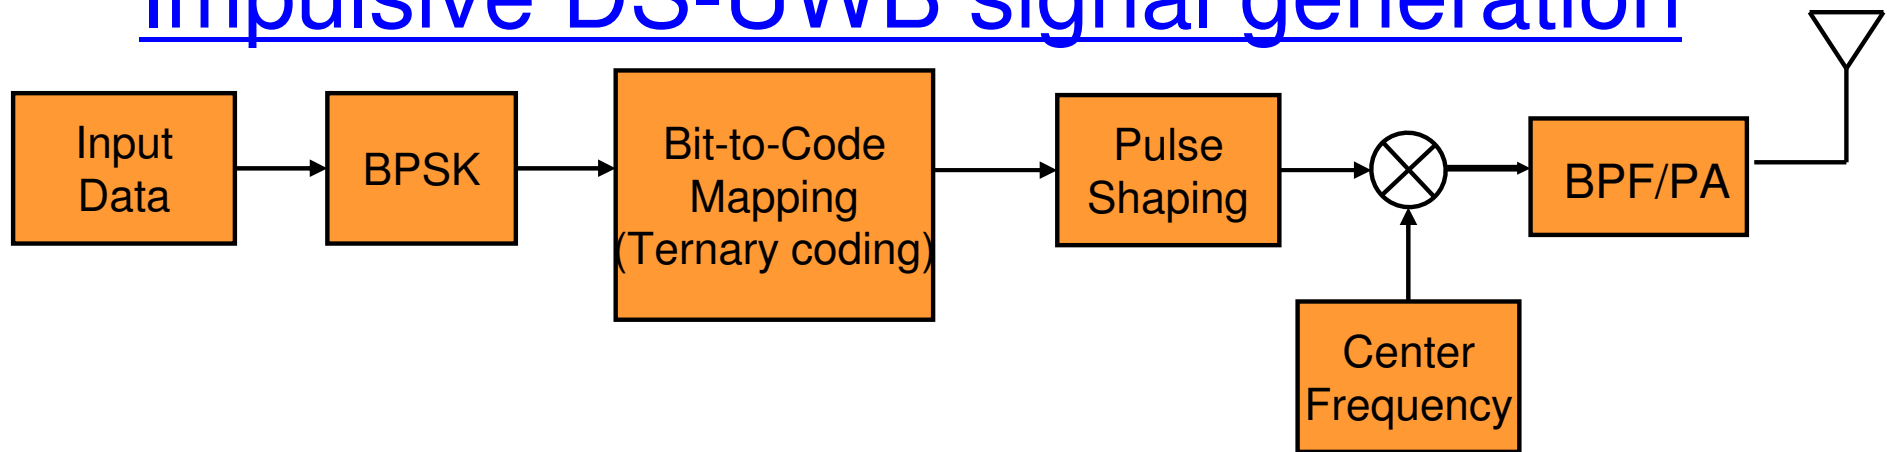 Impulsive DS-UWB signal generation
Input
Data
BPSK
Bit-to-Code
Mapping
(Ternary coding)
Pulse
Shaping
BPF/PA
Center
Frequency